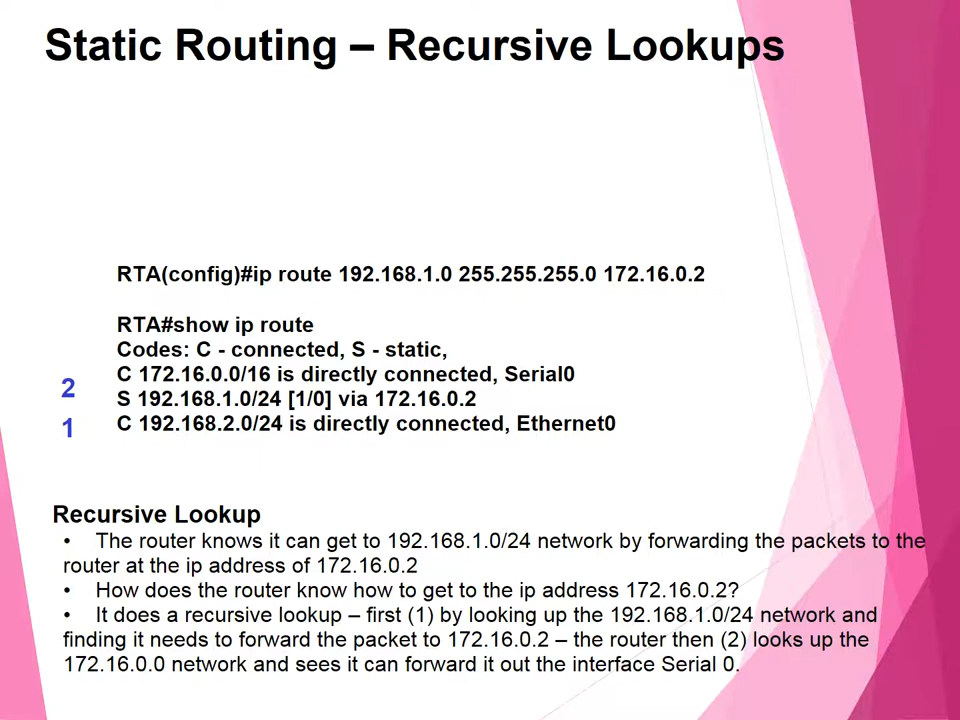 Static Routing – Recursive Lookups
RTA(config)#ip route 192.168.1.0 255.255.255.0 172.16.0.2
RTA#show ip route
Codes: C - connected, S - static,
C 172.16.0.0/16 is directly connected, Serial0
2
S 192.168.1.0/24 [1/0] via 172.16.0.2
1
C 192.168.2.0/24 is directly connected, Ethernet0
Recursive Lookup
• The router knows it can get to 192.168.1.0/24 network by forwarding the packets to the
router at the ip address of 172.16.0.2
• How does the router know how to get to the ip address 172.16.0.2?
• It does a recursive lookup – first (1) by looking up the 192.168.1.0/24 network and
finding it needs to forward the packet to 172.16.0.2 – the router then (2) looks up the
172.16.0.0 network and sees it can forward it out the interface Serial 0.